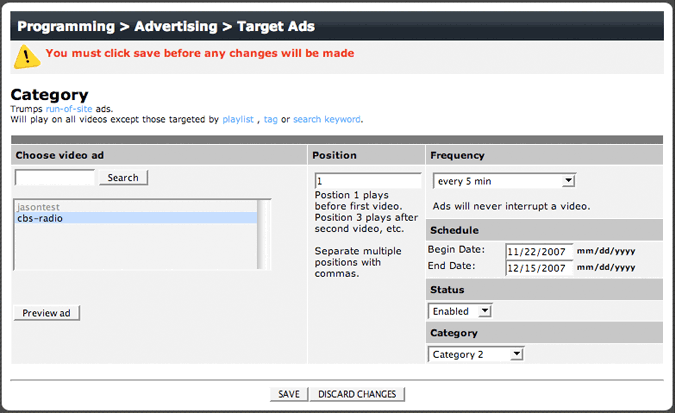 Programming > Advertising > Target Ads
You must click save before any changes will be made
Category
Trumps run-of-site ads.
Will play on all videos except those targeted by playlist , tag or search keyword.
Choose video ad
Search
jasontest
cbs-radio
Preview ad
Position
1
Postion 1 plays
before first video.
Position 3 plays after
second video, etc.
Separate multiple
positions with
commas.
Frequency
every 5 min
Ads will never interrupt a video.
Schedule
Begin Date: 11/22/2007 mm/dd/yyyy
End Date: 12/15/2007 mm/dd/yyyy
Status
Enabled
Category
Category 2
SAVE DISCARD CHANGES